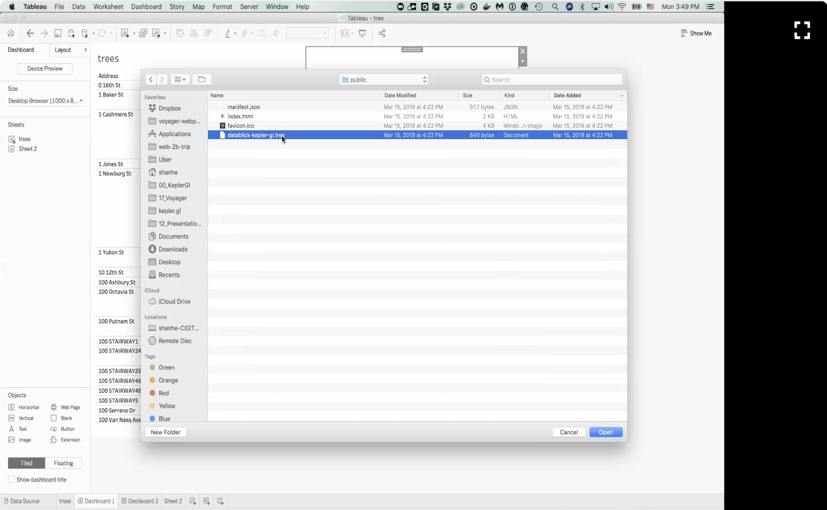 Tableau File Data Worksheet Dashboard Story Map Format Server Window Help Mon 3:49 PM
Tableau - tree
Show Me
Dashboard Layout
Device Preview
Size
Desktop Browser (1000 x 8...
Sheets
trees
Sheet 2
trees
Address
0 16th St
1 Baker St
1 Cashmere St
1 Jones St
1 Newburg St
1 Yukon St
10 12th St
100 Ashbury St
100 Octavia St
100 Putnam St
100 STAIRWAY1
100 STAIRWAY24
100 STAIRWAY29
100 STAIRWAY46
100 STAIRWAY48
100 STAIRWAY5
100 Serrano Dr
100 Van Ness Ave
public
Search
Favorites
Dropbox
voyager-webp...
Applications
web-2b-trip
Uber
shanhe
00_KeplerGl
17_Voyager
kepler.gl
12_Presentatio...
Documents
Downloads
Desktop
Recents
iCloud
iCloud Drive
Locations
shanhe-C02T...
Remote Disc
Tags
Green
Orange
Red
Yellow
Blue
Name Date Modified Size Kind Date Added
manifest.json Mar 15, 2019 at 4:22 PM 317 bytes JSON Mar 15, 2019 at 4:22 PM
index.html Mar 15, 2019 at 4:22 PM 2 KB HTML Mar 15, 2019 at 4:22 PM
favicon.ico Mar 15, 2019 at 4:22 PM 4 KB Windo...n image Mar 15, 2019 at 4:22 PM
datablick-kepler-gl.trex Mar 15, 2019 at 4:22 PM 840 bytes Document Mar 15, 2019 at 4:22 PM
New Folder Cancel Open
Objects
Horizontal Web Page
Vertical Blank
Text Button
Image Extension
Tiled Floating
Show dashboard title
Data Source trees Dashboard 1 Dashboard 2 Sheet 2